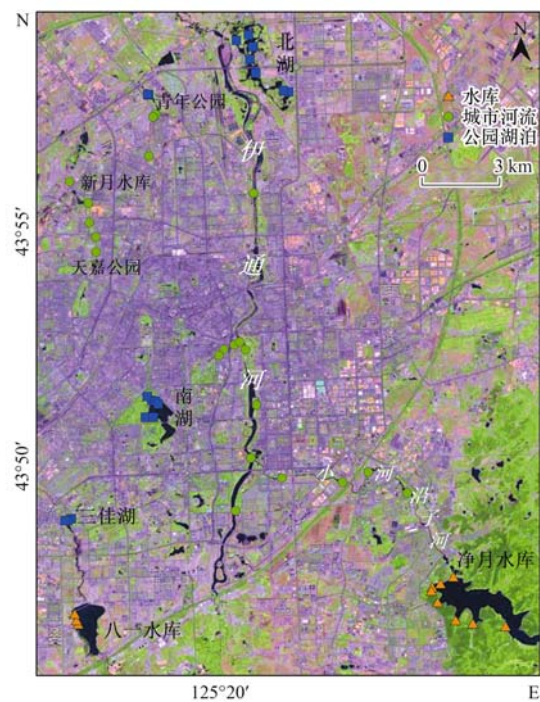 N
N
北湖
水库
城市河流
公园湖泊
0 3 km
青年公园
伊通河
新月水库
43°55′
天嘉公园
南湖
43°50′
小河沿子河
三佳湖
净月水库
八一水库
125°20′
E